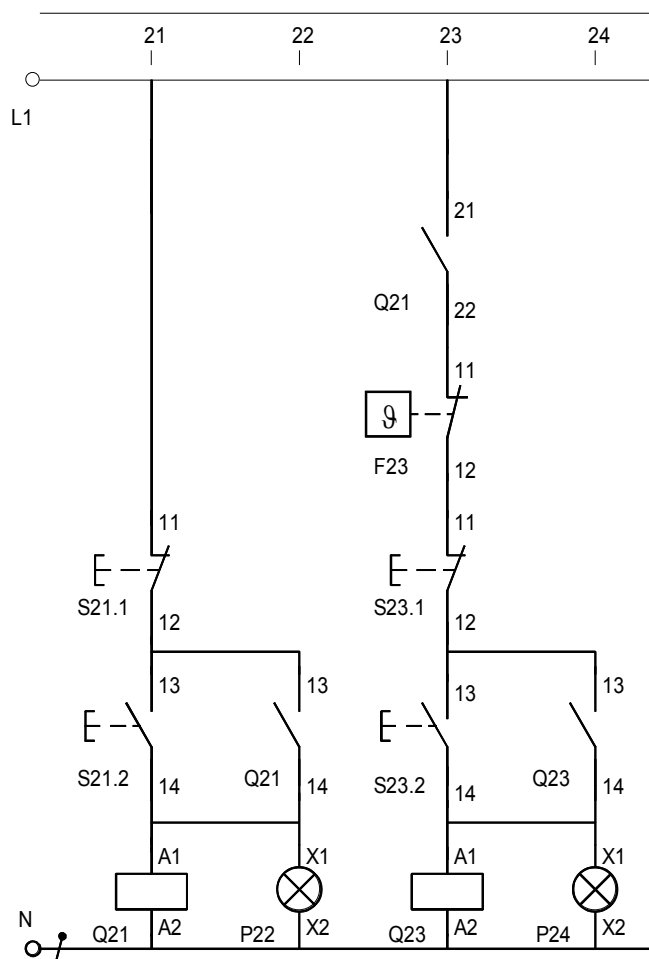 21 22 23 24
L1
21
Q21 22
11
ϑ
F23 12
11 11
S21.1 S23.1
12 12
13 13 13 13
S21.2 14 Q21 14 S23.2 14 Q23 14
A1 X1 A1 X1
N Q21 A2 P22 X2 Q23 A2 P24 X2